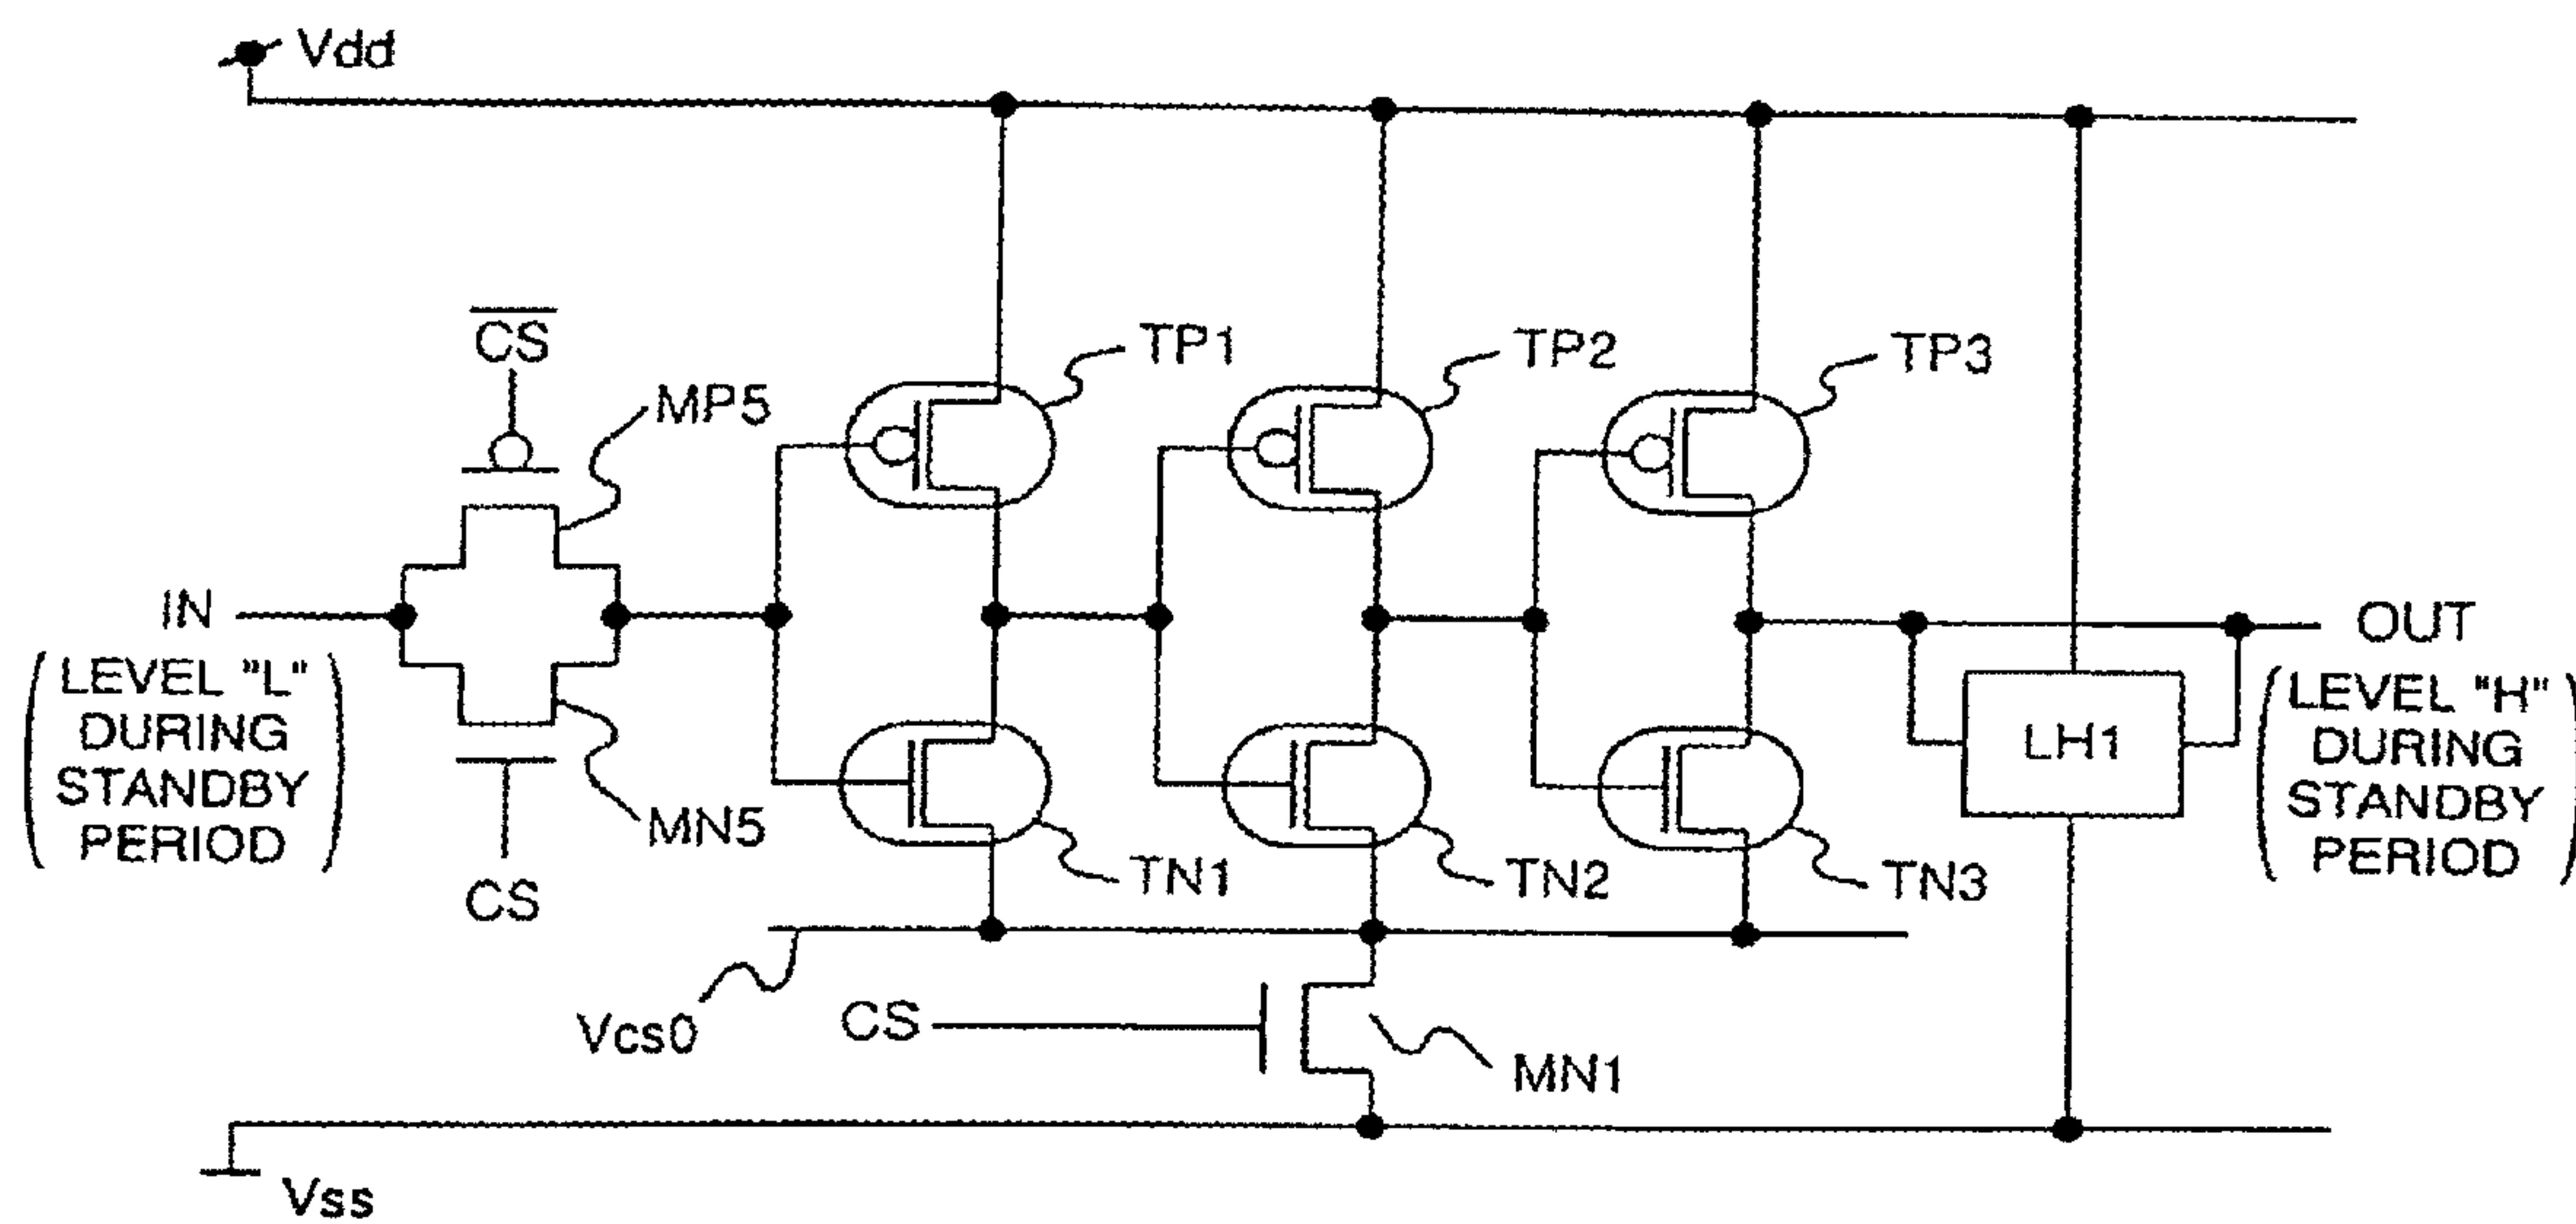 Vdd
C̅S̅
MP5
TP1
TP2
TP3
IN
(LEVEL "L"
DURING
STANDBY
PERIOD)
MN5
CS
TN1
TN2
TN3
LH1
OUT
(LEVEL "H"
DURING
STANDBY
PERIOD)
Vcs0
CS
MN1
Vss